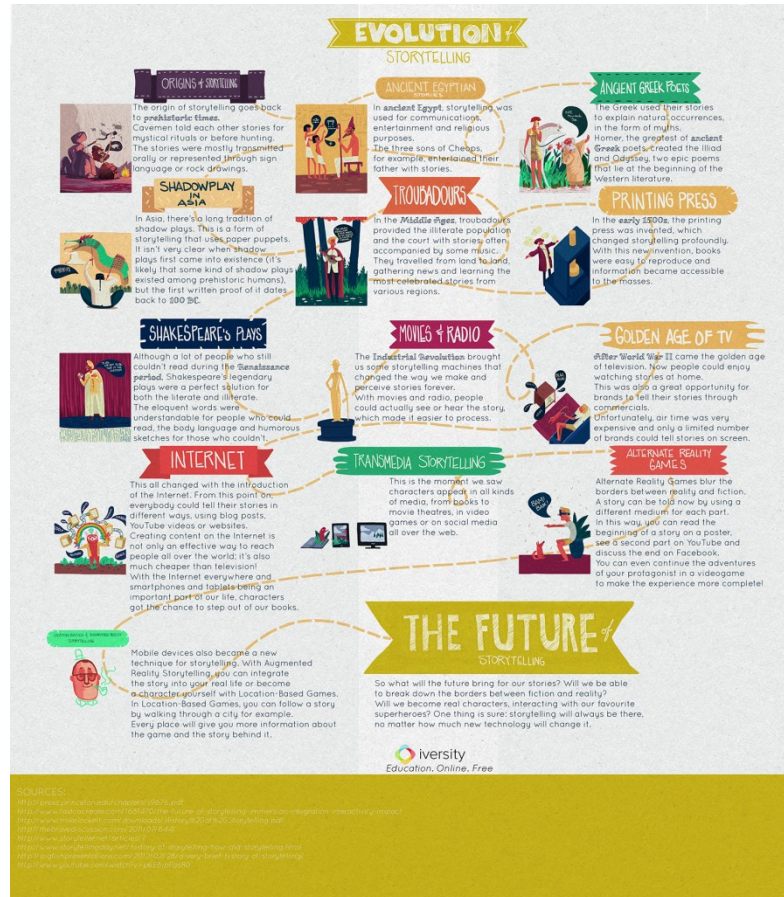 EVOLUTION of
STORYTELLING
ORIGINS of STORYTELLING
The origin of storytelling goes back
to prehistoric times.
Cavemen told each other stories for
mystical rituals or before hunting.
The stories were mostly transmitted
orally or represented through sign
language or rock drawings.
ANCIENT EGYPTIAN
STORIES
In ancient Egypt, storytelling was
used for communications,
entertainment and religious
purposes.
The three sons of Cheops,
for example, entertained their
father with stories.
ANCIENT GREEK POETS
The Greek used their stories
to explain natural occurrences,
in the form of myths.
Homer, the greatest of ancient
Greek poets, created the Illiad
and Odyssey, two epic poems
that lie at the beginning of the
Western literature.
SHADOWPLAY
IN
ASIA
In Asia, there's a long tradition of
shadow plays. This is a form of
storytelling that uses paper puppets.
It isn't very clear when shadow
plays first came into existence (it's
likely that some kind of shadow plays
existed among prehistoric humans),
but the first written proof of it dates
back to 100 BC.
TROUBADOURS
In the Middle Ages, troubadours
provided the illiterate population
and the court with stories often
accompanied by some music.
They travelled from land to land,
gathering news and learning the
most celebrated stories from
various regions.
PRINTING PRESS
In the early 1500s, the printing
press was invented, which
changed storytelling profoundly.
With this new invention, books
were easy to reproduce and
information became accessible
to the masses.
SHAKESPEARE'S PLAYS
Although a lot of people who still
couldn't read during the Renaissance
period, Shakespeare's legendary
plays were a perfect solution for
both the literate and illiterate.
The eloquent words were
understandable for people who could
read, the body language and humorous
sketches for those who couldn't.
MOVIES & RADIO
The Industrial Revolution brought
us some storytelling machines that
changed the way we make and
perceive stories forever.
With movies and radio, people
could actually see or hear the story,
which made it easier to process.
GOLDEN AGE OF TV
After World War II came the golden age
of television. Now people could enjoy
watching stories at home.
This was also a great opportunity for
brands to tell their stories through
commercials.
Unfortunately, air time was very
expensive and only a limited number
of brands could tell stories on screen.
INTERNET
This all changed with the introduction
of the Internet. From this point on,
everybody could tell their stories in
different ways, using blog posts,
YouTube videos or websites.
Creating content on the Internet is
not only an effective way to reach
people all over the world; it's also
much cheaper than television!
With the Internet everywhere and
smartphones and tablets being an
important part of our life, characters
got the chance to step out of our books.
TRANSMEDIA STORYTELLING
This is the moment we saw
characters appear in all kinds
of media, from books to
movie theatres, in video
games or on social media
all over the web.
ALTERNATE REALITY
GAMES
BAM!
BAM!
Alternate Reality Games blur the
borders between reality and fiction.
A story can be told now by using a
different medium for each part.
In this way, you can read the
beginning of a story on a poster,
see a second part on YouTube and
discuss the end on Facebook.
You can even continue the adventures
of your protagonist in a videogame
to make the experience more complete!
Mobile devices also became a new
technique for storytelling. With Augmented
Reality Storytelling, you can integrate
the story into your real life or become
a character yourself with Location-Based Games.
In Location-Based Games, you can follow a story
by walking through a city for example.
Every place will give you more information about
the game and the story behind it.
THE FUTURE of
STORYTELLING
So what will the future bring for our stories? Will we be able
to break down the borders between fiction and reality?
Will we become real characters, interacting with our favourite
superheroes? One thing is sure: storytelling will always be there,
no matter how much new technology will change it.
iversity
Education. Online. Free
SOURCES: